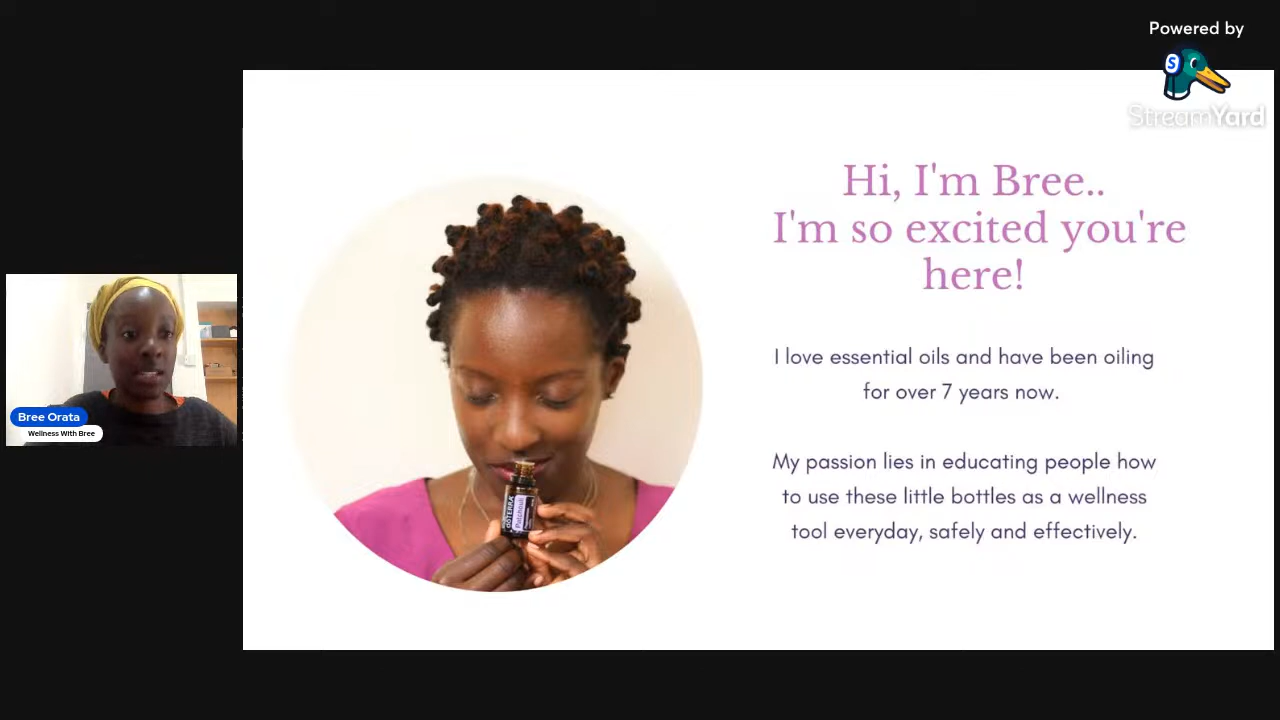 Powered by
S
StreamYard
Hi, I'm Bree..
I'm so excited you're
here!
I love essential oils and have been oiling
for over 7 years now.
My passion lies in educating people how
to use these little bottles as a wellness
tool everyday, safely and effectively.
Bree Orata
Wellness With Bree
dōTERRA
Patchouli